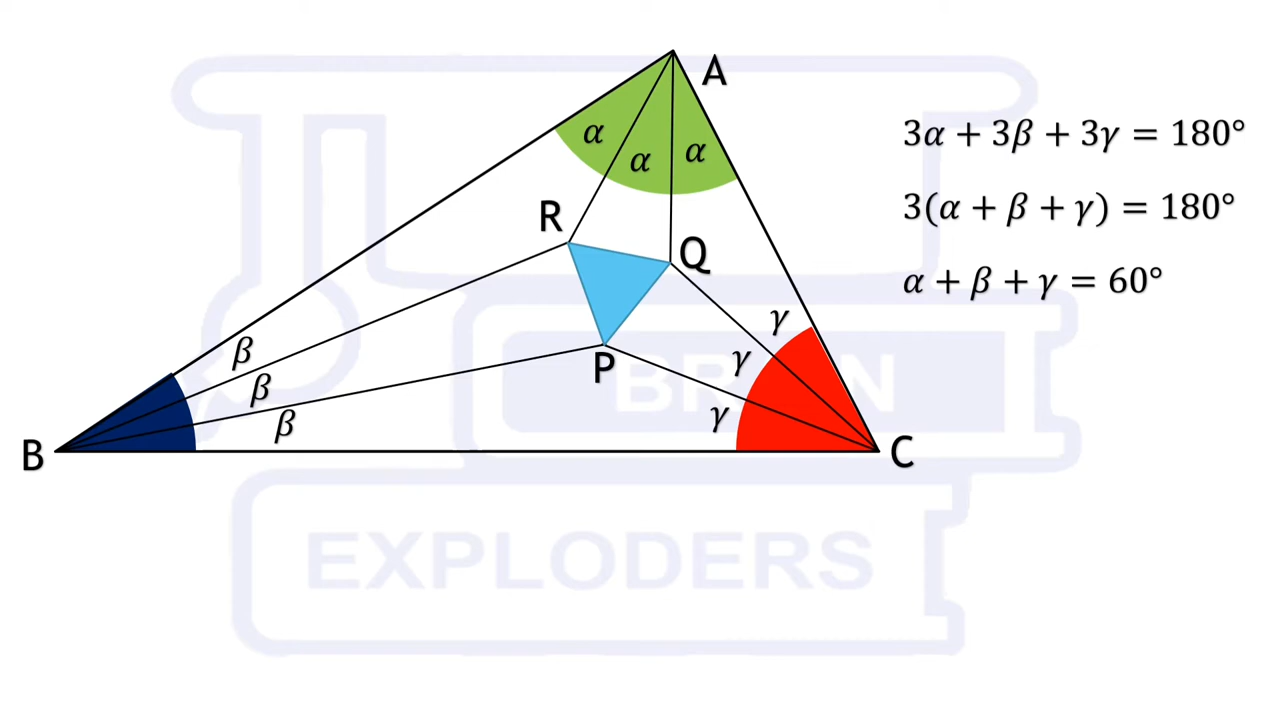 A
α
α
α
3α + 3β + 3γ = 180°
3(α + β + γ) = 180°
α + β + γ = 60°
R
Q
P
β
β
β
γ
γ
γ
B
C
EXPLODERS